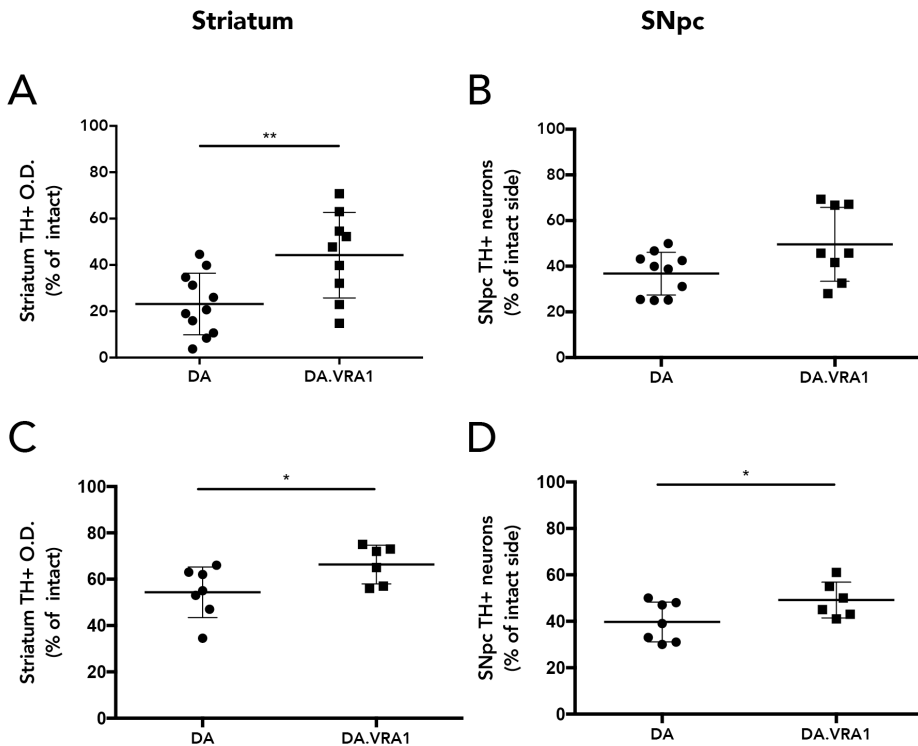 Striatum
SNpc
A
B
Striatum TH+ O.D.
(% of intact)
100
80
60
40
20
0
**
DA
DA.VRA1
SNpc TH+ neurons
(% of intact side)
100
80
60
40
20
0
DA
DA.VRA1
C
D
Striatum TH+ O.D.
(% of intact)
100
80
60
40
20
0
*
DA
DA.VRA1
SNpc TH+ neurons
(% of intact side)
100
80
60
40
20
0
*
DA
DA.VRA1